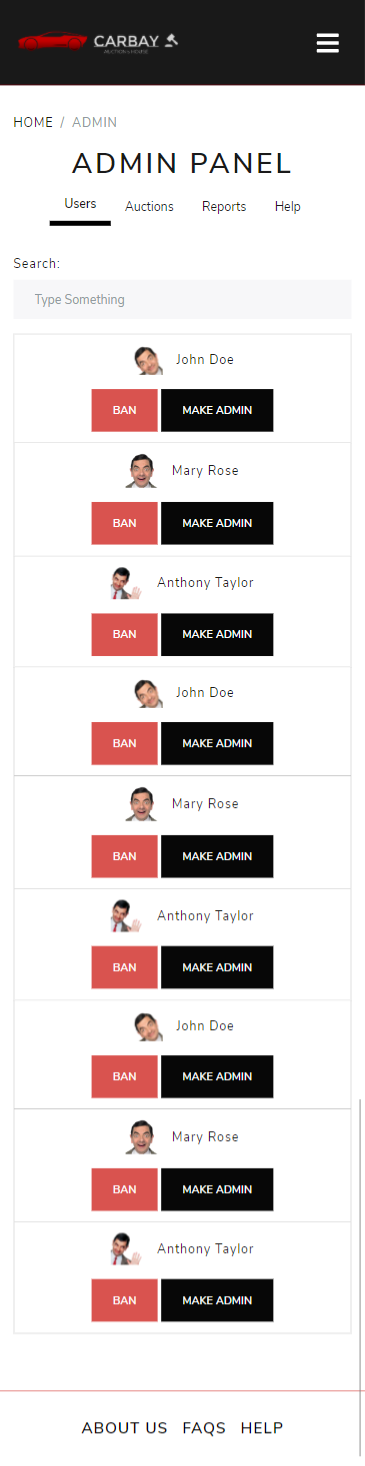 CARBAY
AUCTION'S HOUSE
HOME / ADMIN
ADMIN PANEL
Users Auctions Reports Help
Search:
Type Something
John Doe
BAN MAKE ADMIN
Mary Rose
BAN MAKE ADMIN
Anthony Taylor
BAN MAKE ADMIN
John Doe
BAN MAKE ADMIN
Mary Rose
BAN MAKE ADMIN
Anthony Taylor
BAN MAKE ADMIN
John Doe
BAN MAKE ADMIN
Mary Rose
BAN MAKE ADMIN
Anthony Taylor
BAN MAKE ADMIN
ABOUT US FAQS HELP